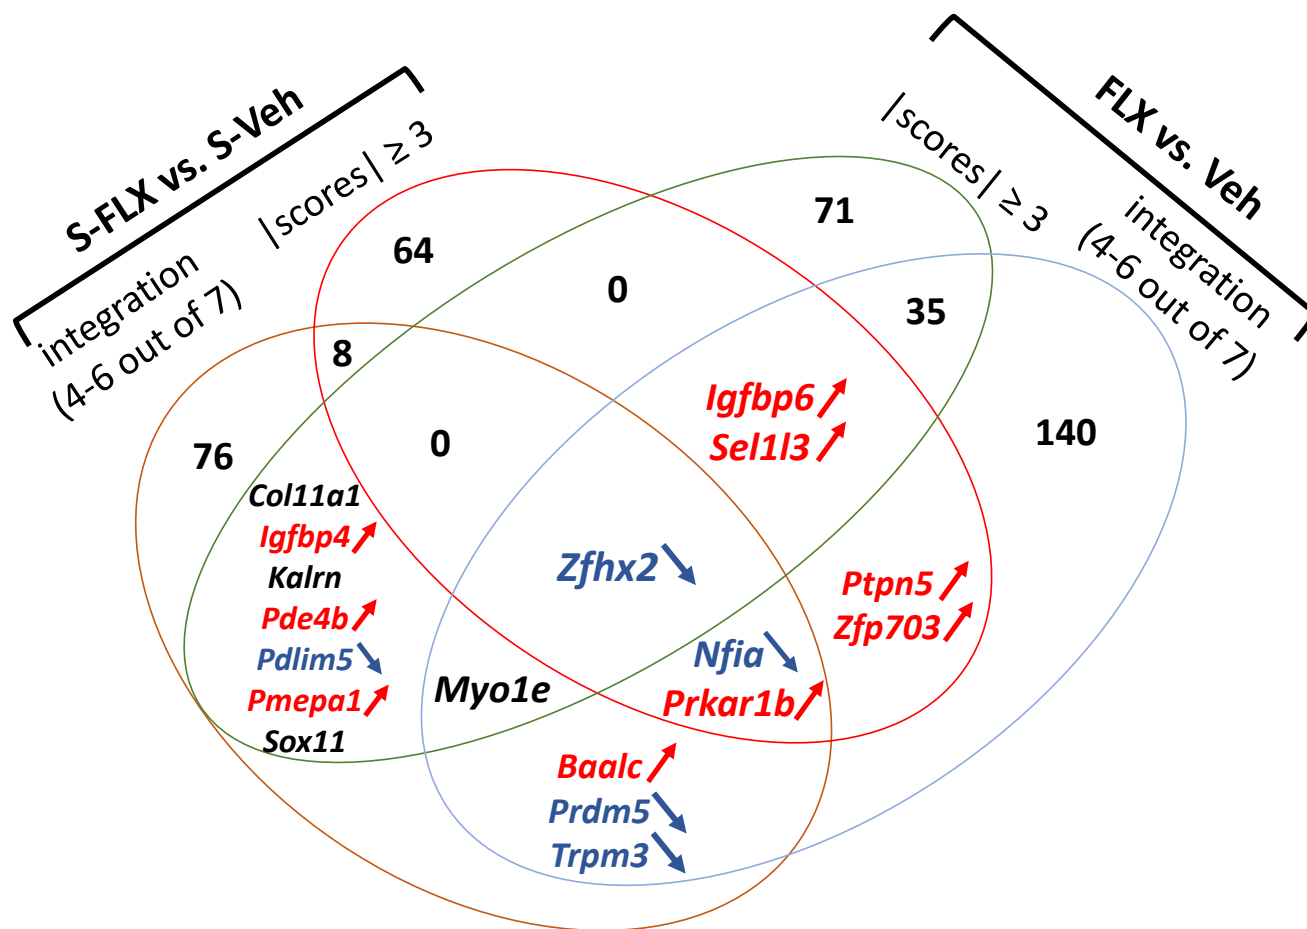 S-FLX vs. S-Veh
integration
(4-6 out of 7)
|scores| ≥ 3
FLX vs. Veh
|scores| ≥ 3
integration
(4-6 out of 7)
64
0
71
8
35
76
0
140
Igfbp6
Sel1l3
Col11a1
Igfbp4
Kalrn
Pde4b
Pdlim5
Pmepa1
Sox11
Zfhx2
Ptpn5
Zfp703
Nfia
Prkar1b
Myo1e
Baalc
Prdm5
Trpm3